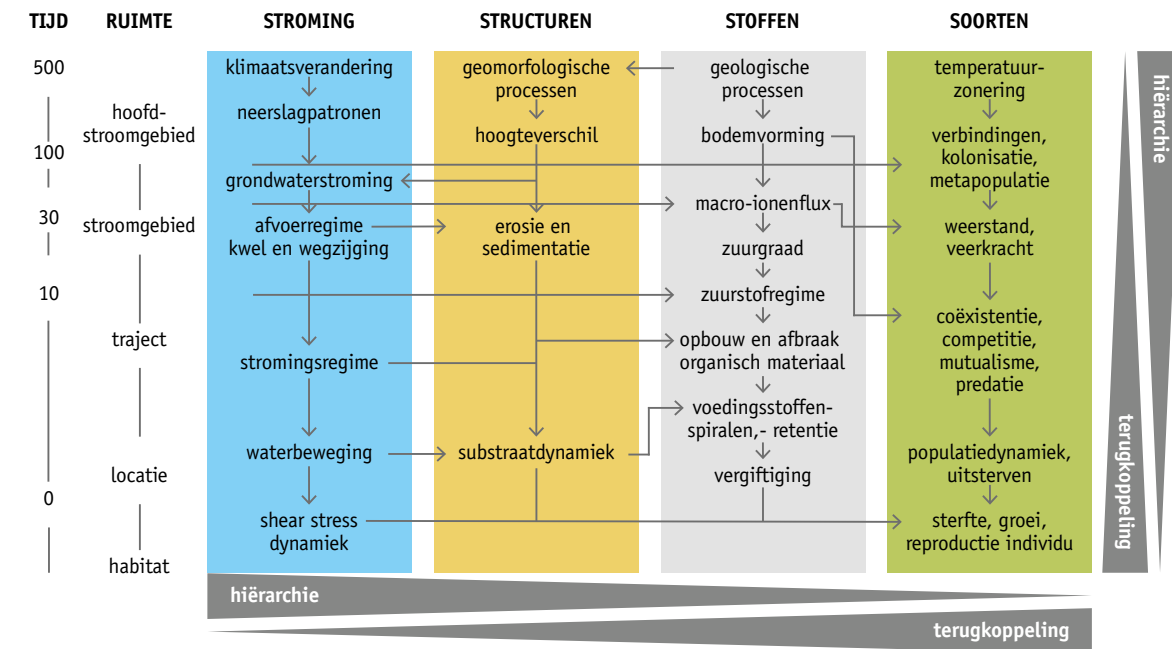 TIJD
RUIMTE
STROMING
STRUCTUREN
STOFFEN
SOORTEN
500
100
30
10
0
hoofd-
stroomgebied
stroomgebied
traject
locatie
habitat
klimaatsverandering
neerslagpatronen
grondwaterstroming
afvoerregime
kwel en wegzijging
stromingsregime
waterbeweging
shear stress
dynamiek
geomorfologische
processen
hoogteverschil
erosie en
sedimentatie
substraatdynamiek
geologische
processen
bodemvorming
macro-ionenflux
zuurgraad
zuurstofregime
opbouw en afbraak
organisch materiaal
voedingsstoffen-
spiralen,- retentie
vergiftiging
temperatuur-
zonering
verbindingen,
kolonisatie,
metapopulatie
weerstand,
veerkracht
coëxistentie,
competitie,
mutualisme,
predatie
populatiedynamiek,
uitsterven
sterfte, groei,
reproductie individu
hiërarchie
terugkoppeling
hiërarchie
terugkoppeling